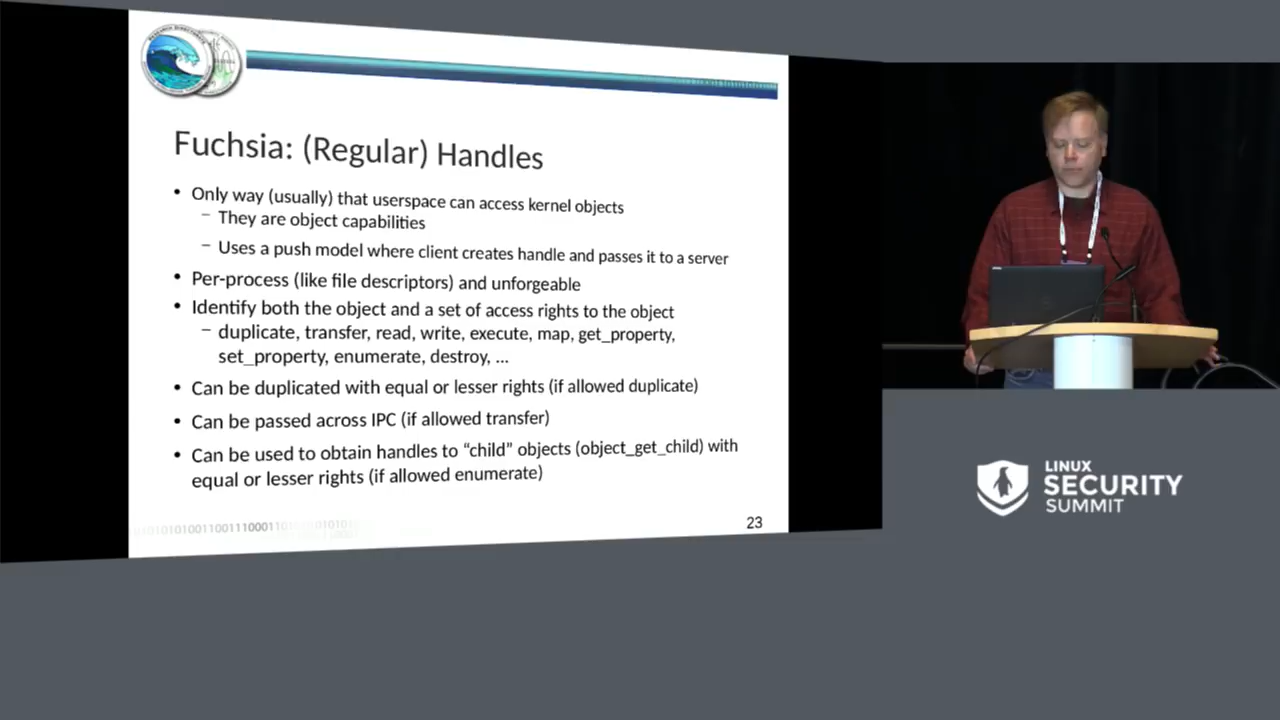 Fuchsia: (Regular) Handles
• Only way (usually) that userspace can access kernel objects
– They are object capabilities
– Uses a push model where client creates handle and passes it to a server
• Per-process (like file descriptors) and unforgeable
• Identify both the object and a set of access rights to the object
– duplicate, transfer, read, write, execute, map, get_property,
set_property, enumerate, destroy, ...
• Can be duplicated with equal or lesser rights (if allowed duplicate)
• Can be passed across IPC (if allowed transfer)
• Can be used to obtain handles to “child” objects (object_get_child) with
equal or lesser rights (if allowed enumerate)
23
LINUX
SECURITY
SUMMIT